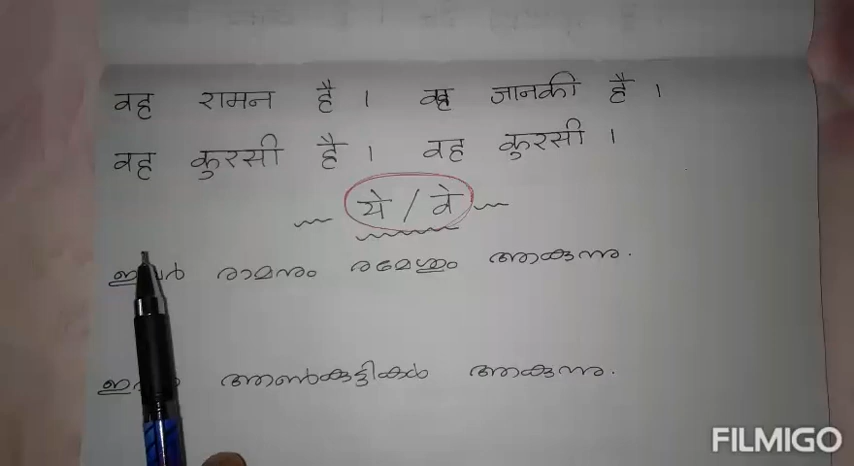 वह रामन है । वह जानकी है ।
वह कुरसी है । वह कुरसी ।
ये / वे
രാമനും രമേശും ആകുന്നു.
ആൺകുട്ടികൾ ആകുന്നു.
FILMIGO